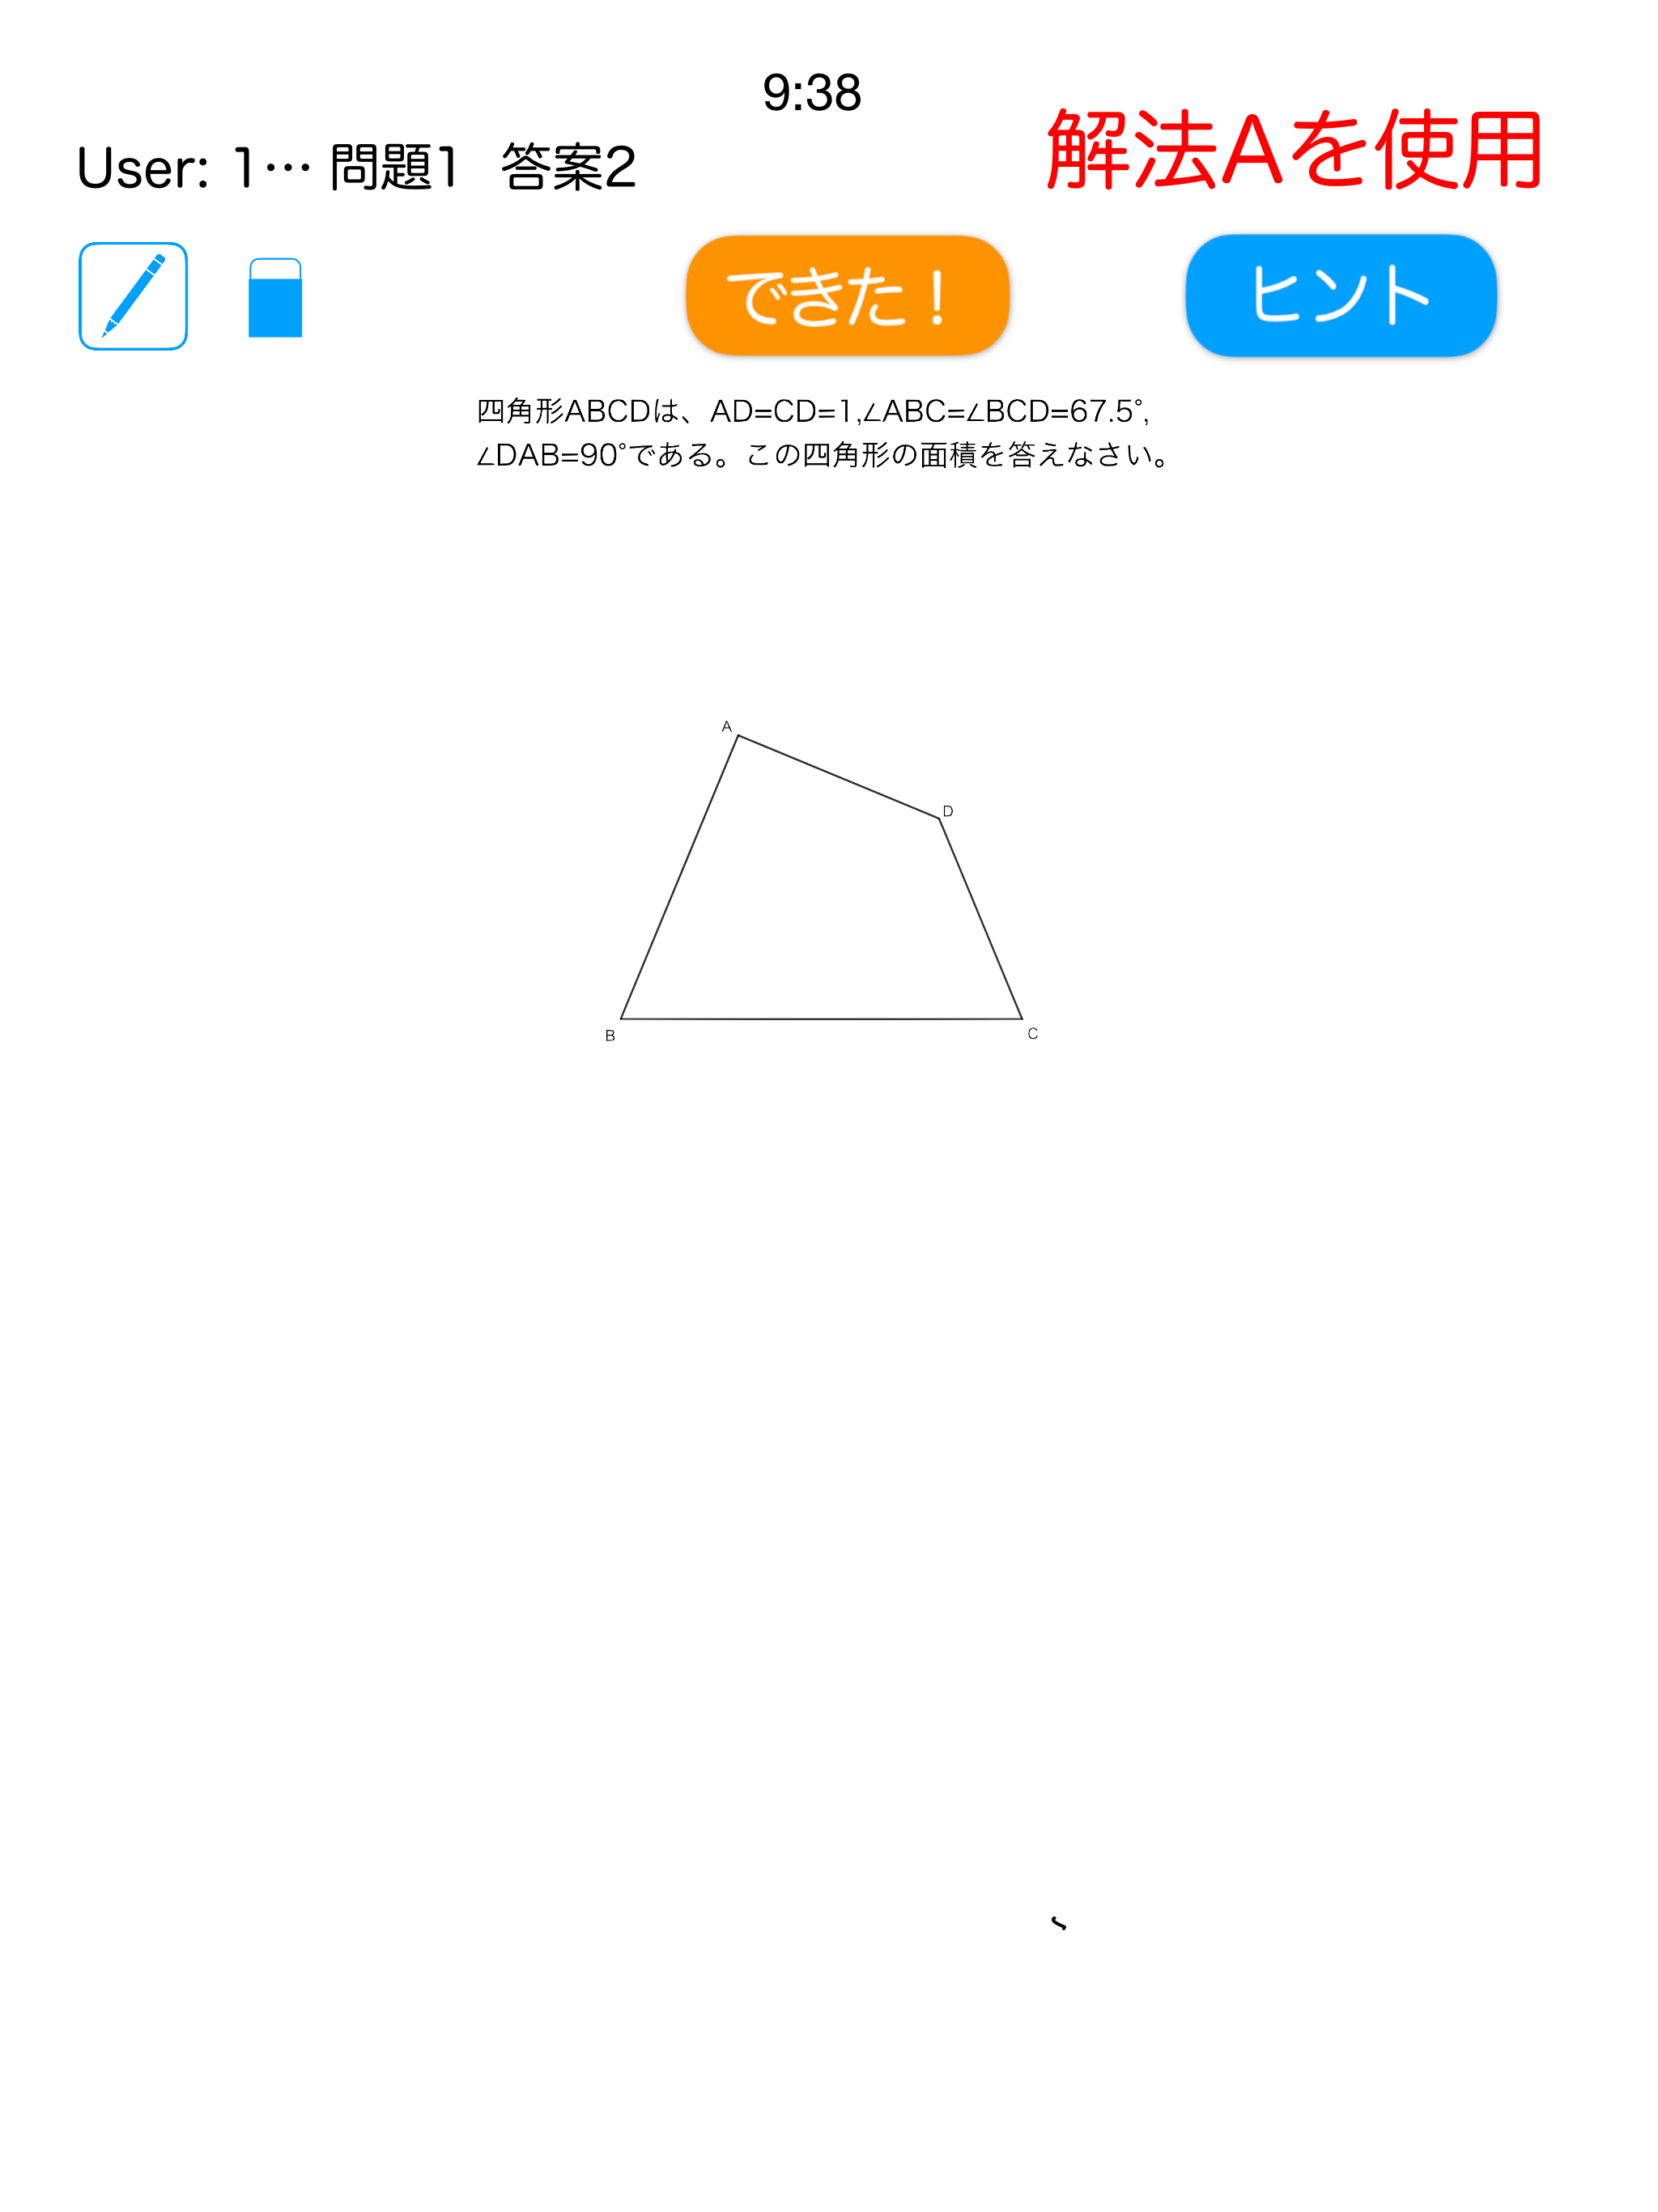 9:38
解法Aを使用
User: 1… 問題1 答案2
できた！
ヒント
四角形ABCDは、AD=CD=1,∠ABC=∠BCD=67.5°,
∠DAB=90°である。この四角形の面積を答えなさい。
A
D
B
C